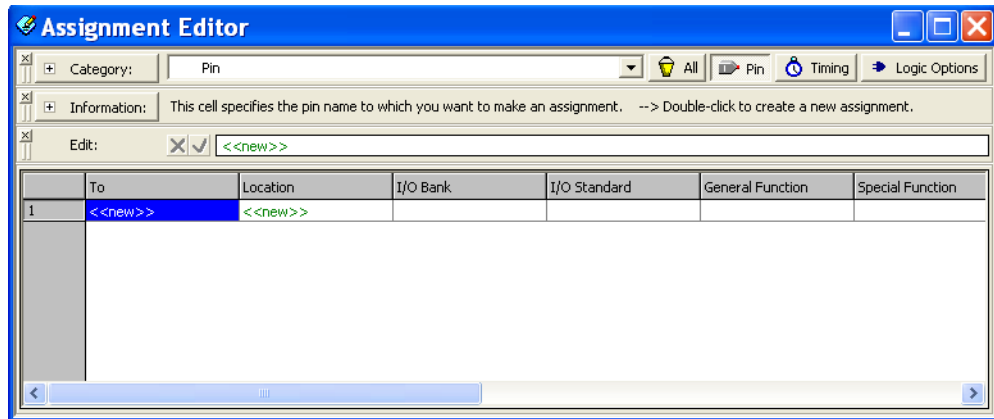 Assignment Editor
Category: Pin All Pin Timing Logic Options
Information: This cell specifies the pin name to which you want to make an assignment. --> Double-click to create a new assignment.
Edit: <<new>>
To Location I/O Bank I/O Standard General Function Special Function
1 <<new>> <<new>>